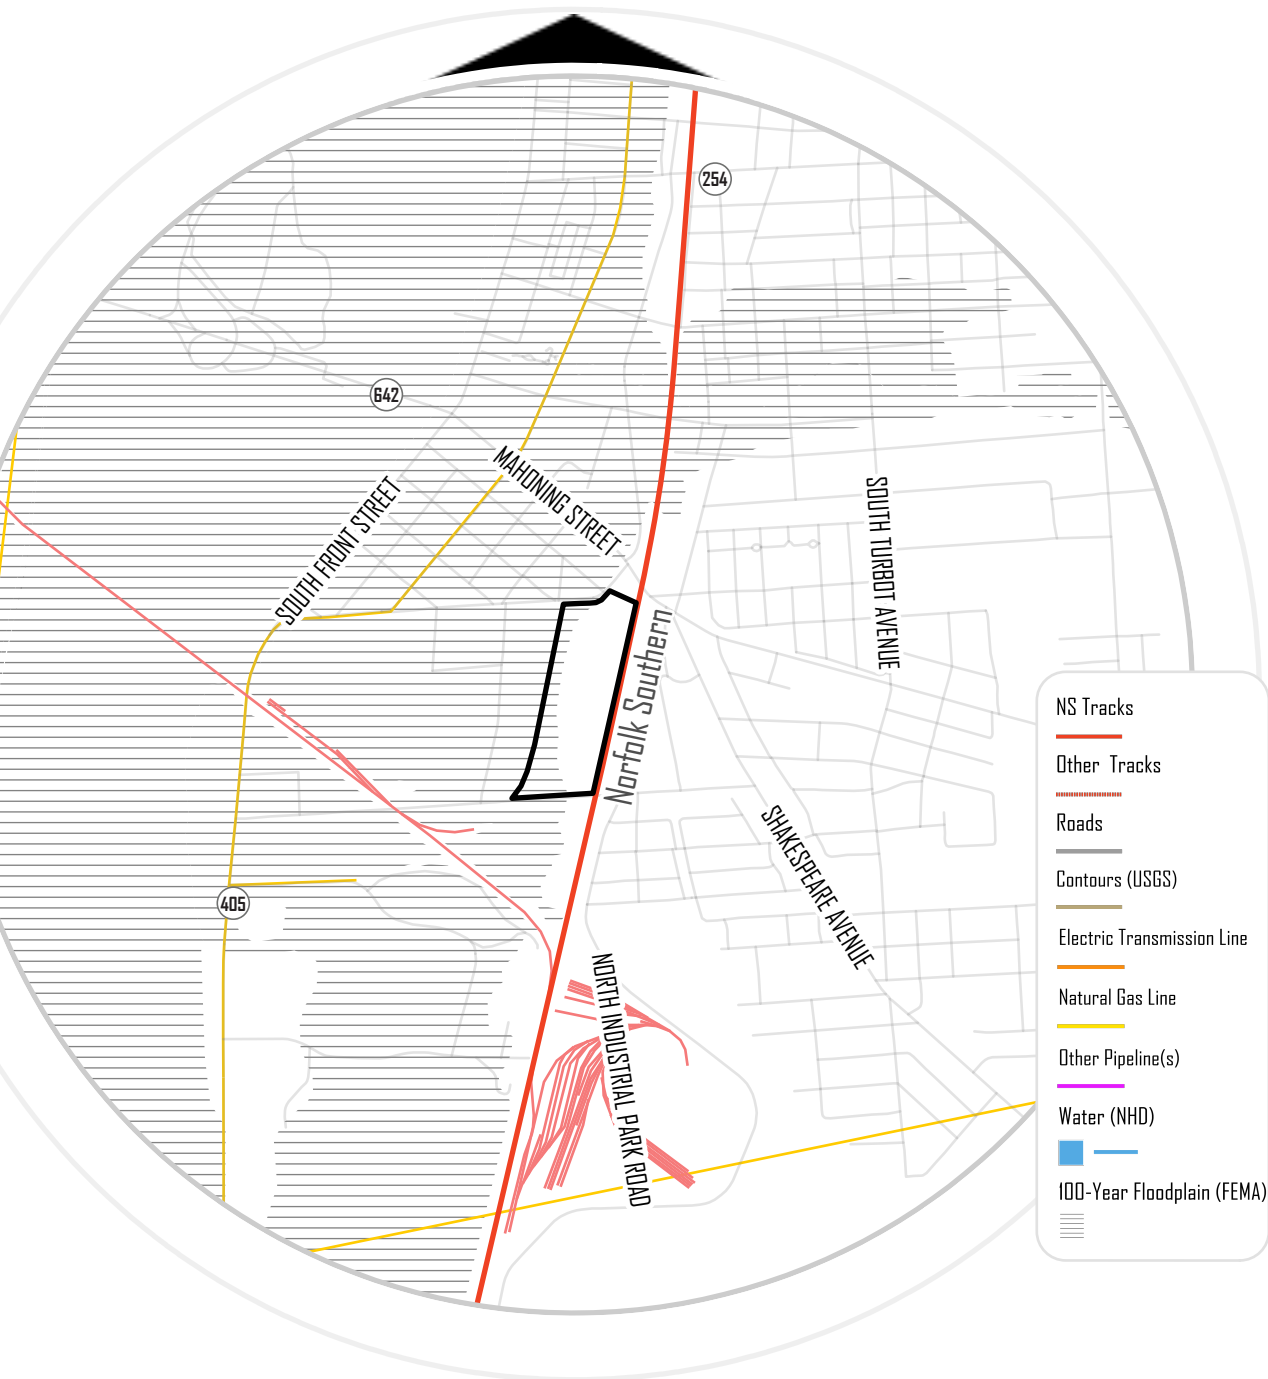 254
642
MAHONING STREET
SOUTH FRONT STREET
SOUTH TURBOT AVENUE
Norfolk Southern
SHAKESPEARE AVENUE
405
NORTH INDUSTRIAL PARK ROAD
NS Tracks
Other Tracks
Roads
Contours (USGS)
Electric Transmission Line
Natural Gas Line
Other Pipeline(s)
Water (NHD)
100-Year Floodplain (FEMA)